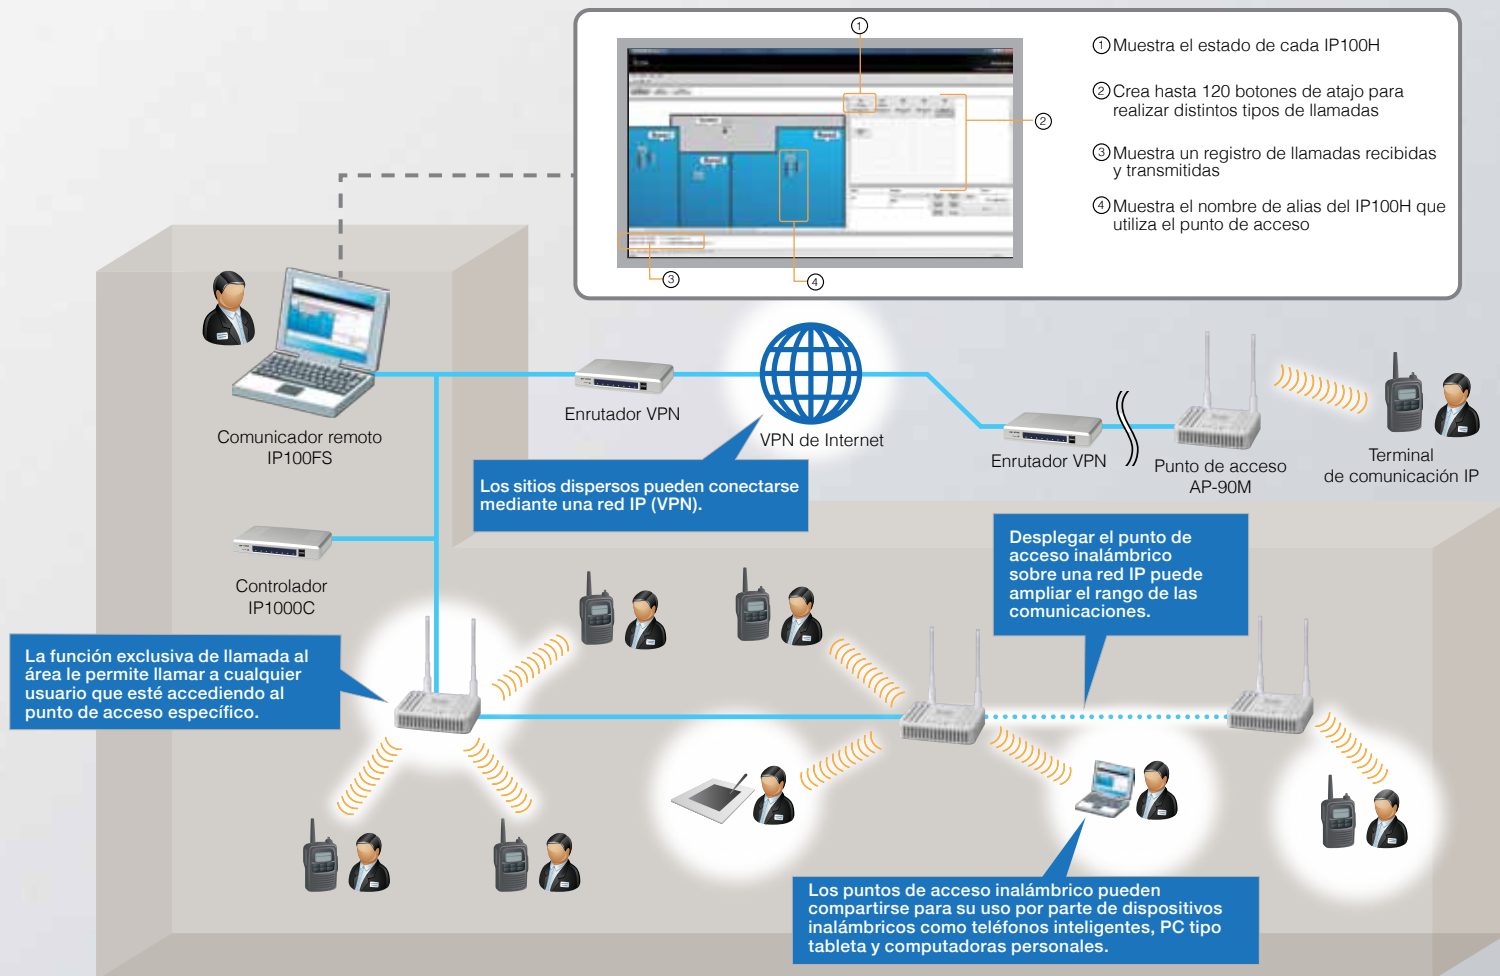 ①
②
③
④
①Muestra el estado de cada IP100H
②Crea hasta 120 botones de atajo para
realizar distintos tipos de llamadas
③Muestra un registro de llamadas recibidas
y transmitidas
④Muestra el nombre de alias del IP100H que
utiliza el punto de acceso
Comunicador remoto
IP100FS
Enrutador VPN
VPN de Internet
Enrutador VPN
Punto de acceso
AP-90M
Terminal
de comunicación IP
Los sitios dispersos pueden conectarse
mediante una red IP (VPN).
Controlador
IP1000C
Desplegar el punto de
acceso inalámbrico
sobre una red IP puede
ampliar el rango de las
comunicaciones.
La función exclusiva de llamada al
área le permite llamar a cualquier
usuario que esté accediendo al
punto de acceso específico.
Los puntos de acceso inalámbrico pueden
compartirse para su uso por parte de dispositivos
inalámbricos como teléfonos inteligentes, PC tipo
tableta y computadoras personales.